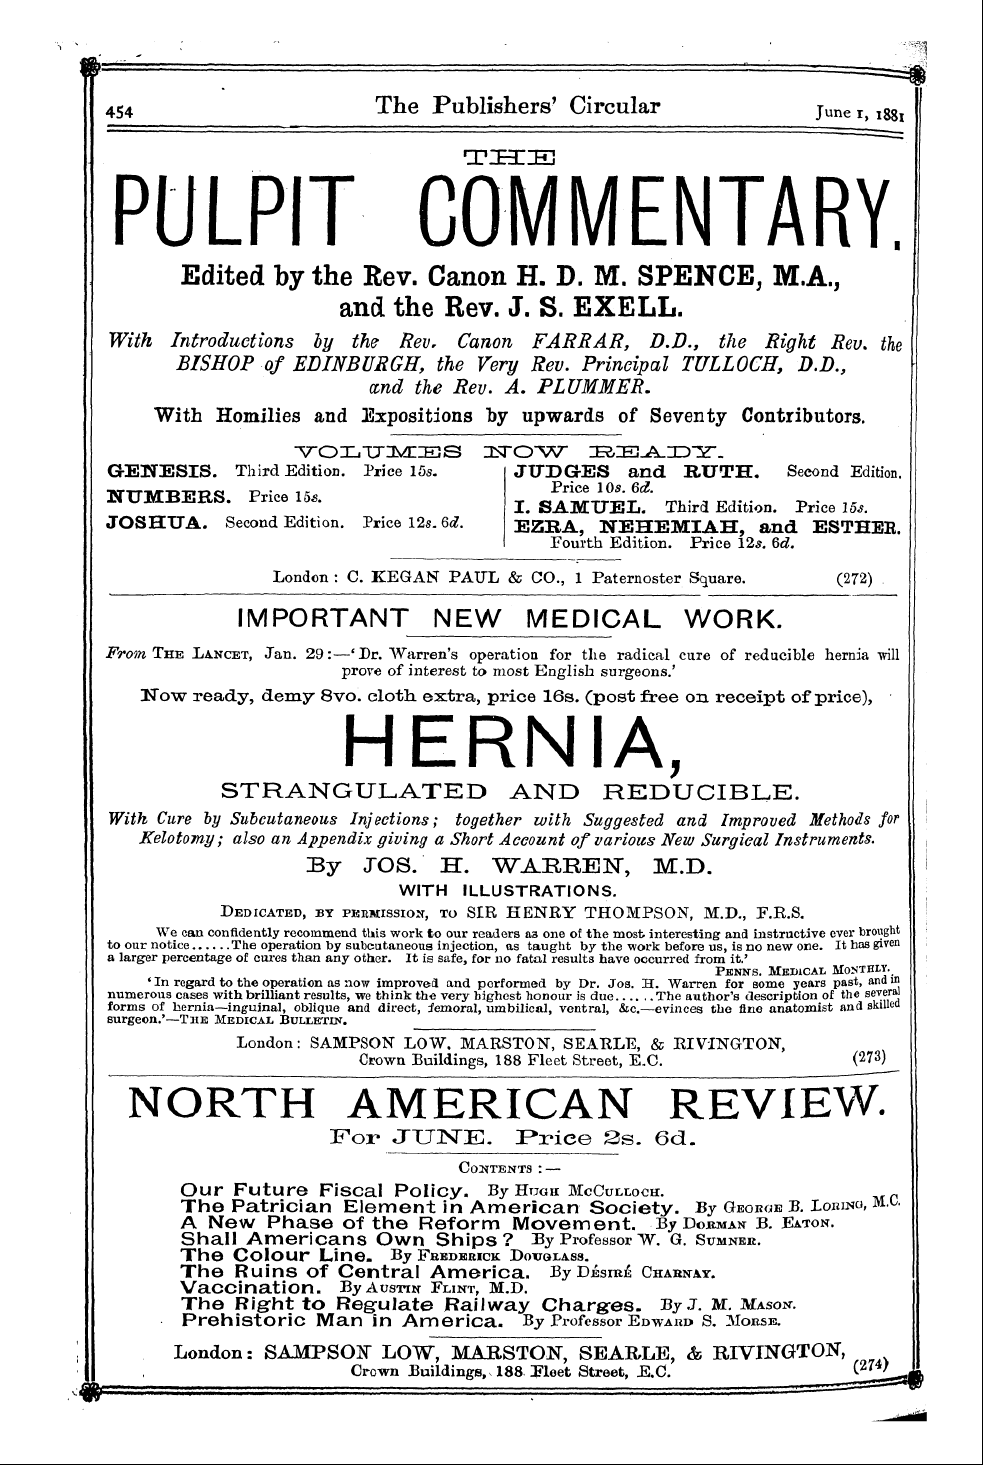 454 The Publishers' Circular June 1, 1881
THE
PULPIT COMMENTARY.
Edited by the Rev. Canon H. D. M. SPENCE, M.A.,
and the Rev. J. S. EXELL.
With Introductions by the Rev. Canon FARRAR, D.D., the Right Rev. the
BISHOP of EDINBURGH, the Very Rev. Principal TULLOCH, D.D.,
and the Rev. A. PLUMMER.
With Homilies and Expositions by upwards of Seventy Contributors.
VOLUMES NOW READY.
GENESIS. Third Edition. Price 15s.
NUMBERS. Price 15s.
JOSHUA. Second Edition. Price 12s. 6d.
JUDGES and RUTH. Second Edition.
Price 10s. 6d.
I. SAMUEL. Third Edition. Price 15s.
EZRA, NEHEMIAH, and ESTHER.
Fourth Edition. Price 12s. 6d.
London: C. KEGAN PAUL & CO., 1 Paternoster Square. (272)
IMPORTANT NEW MEDICAL WORK.
From THE LANCET, Jan. 29:—'Dr. Warren's operation for the radical cure of reducible hernia will
prove of interest to most English surgeons.'
Now ready, demy 8vo. cloth extra, price 16s. (post free on receipt of price),
HERNIA,
STRANGULATED AND REDUCIBLE.
With Cure by Subcutaneous Injections; together with Suggested and Improved Methods for
Kelotomy; also an Appendix giving a Short Account of various New Surgical Instruments.
By JOS. H. WARREN, M.D.
WITH ILLUSTRATIONS.
DEDICATED, BY PERMISSION, TO SIR HENRY THOMPSON, M.D., F.R.S.
We can confidently recommend this work to our readers as one of the most interesting and instructive ever brought
to our notice......The operation by subcutaneous injection, as taught by the work before us, is no new one. It has given
a larger percentage of cures than any other. It is safe, for no fatal results have occurred from it.'
PENNS. MEDICAL MONTHLY.
'In regard to the operation as now improved and performed by Dr. Jos. H. Warren for some years past, and in
numerous cases with brilliant results, we think the very highest honour is due......The author's description of the several
forms of hernia—inguinal, oblique and direct, femoral, umbilical, ventral, &c.—evinces the fine anatomist and skilled
surgeon.'—THE MEDICAL BULLETIN.
London: SAMPSON LOW, MARSTON, SEARLE, & RIVINGTON,
Crown Buildings, 188 Fleet Street, E.C. (273)
NORTH AMERICAN REVIEW.
For JUNE. Price 2s. 6d.
CONTENTS:—
Our Future Fiscal Policy. By HUGH MCCULLOCH.
The Patrician Element in American Society. By GEORGE B. LORING, M.C.
A New Phase of the Reform Movement. By DORMAN B. EATON.
Shall Americans Own Ships? By Professor W. G. SUMNER.
The Colour Line. By FREDERICK DOUGLASS.
The Ruins of Central America. By DÉSIRÉ CHARNAY.
Vaccination. By AUSTIN FLINT, M.D.
The Right to Regulate Railway Charges. By J. M. MASON.
Prehistoric Man in America. By Professor EDWARD S. MORSE.
London: SAMPSON LOW, MARSTON, SEARLE, & RIVINGTON,
Crown Buildings, 188 Fleet Street, E.C. (274)